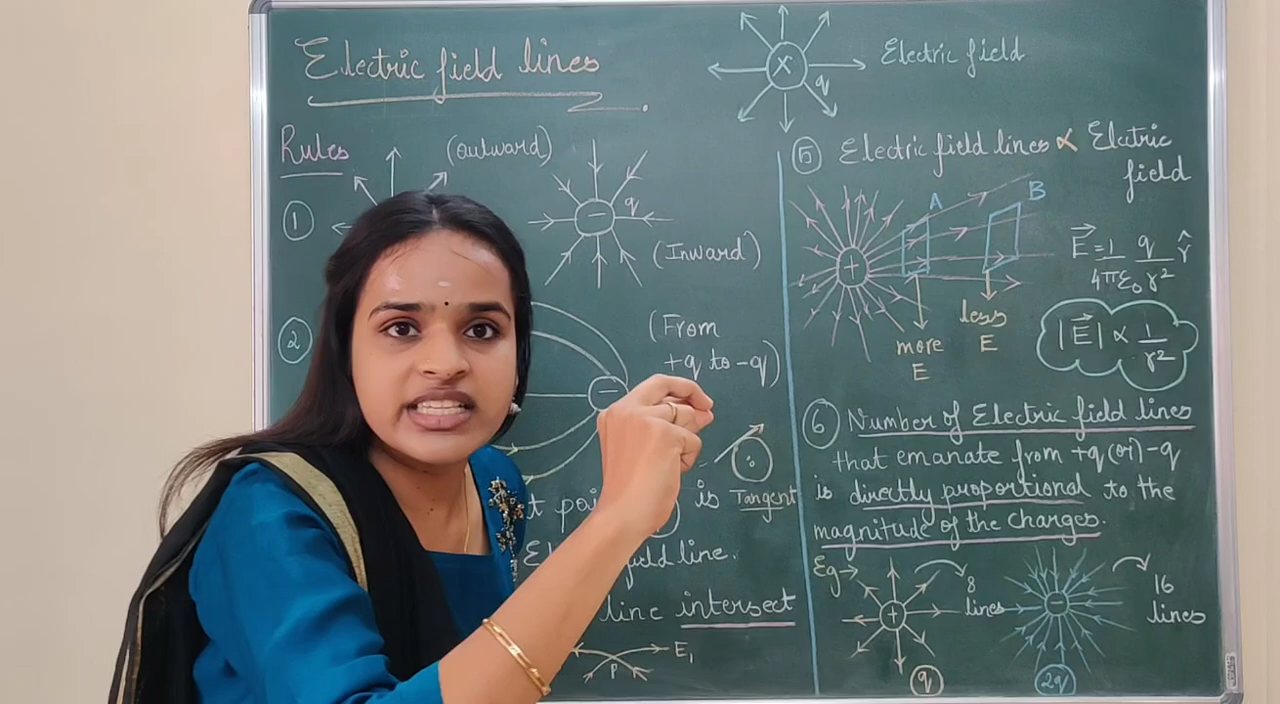 Electric field lines
x
q
Electric field
Rules
(outward)
①
−
q
(Inward)
②
(From
+q to -q)
−
is Tangent
field line.
line intersect
P
E₁
⑤ Electric field lines ∝ Electric
field
+
A
B
more
E
less
E
E⃗ = 1/4πε₀ q/r² r̂
|E⃗| ∝ 1/r²
⑥ Number of Electric field lines
that emanate from +q (or) -q
is directly proportional to the
magnitude of the charges.
Eg →
+
8
lines
q
−
16
lines
2q